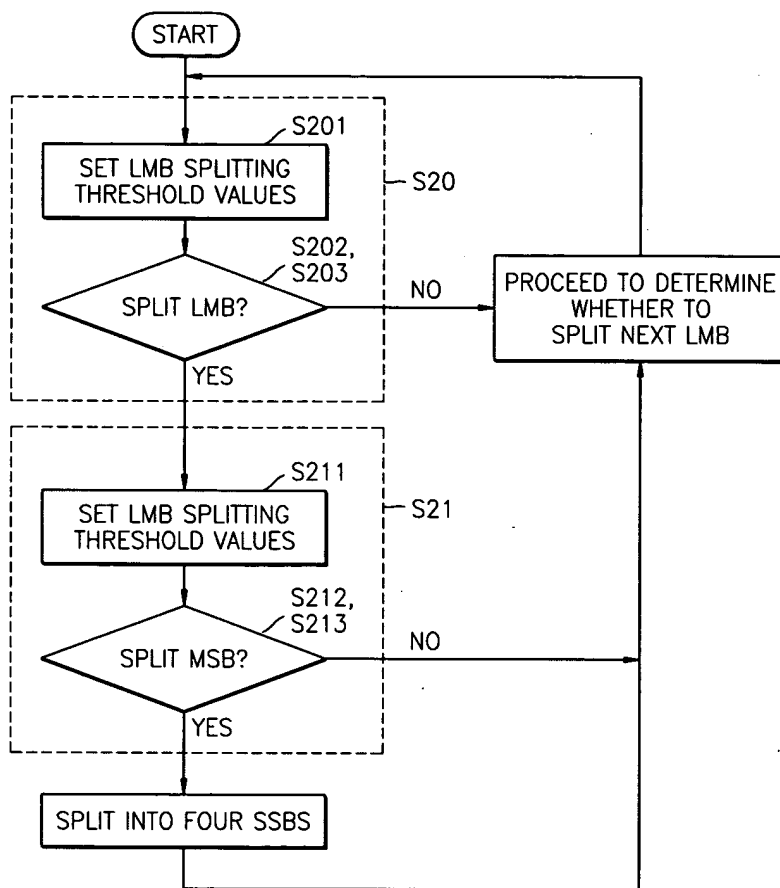 START
S201
SET LMB SPLITTING
THRESHOLD VALUES
S20
S202,
S203
SPLIT LMB?
NO
PROCEED TO DETERMINE
WHETHER TO
SPLIT NEXT LMB
YES
S211
SET LMB SPLITTING
THRESHOLD VALUES
S21
S212,
S213
SPLIT MSB?
NO
YES
SPLIT INTO FOUR SSBS